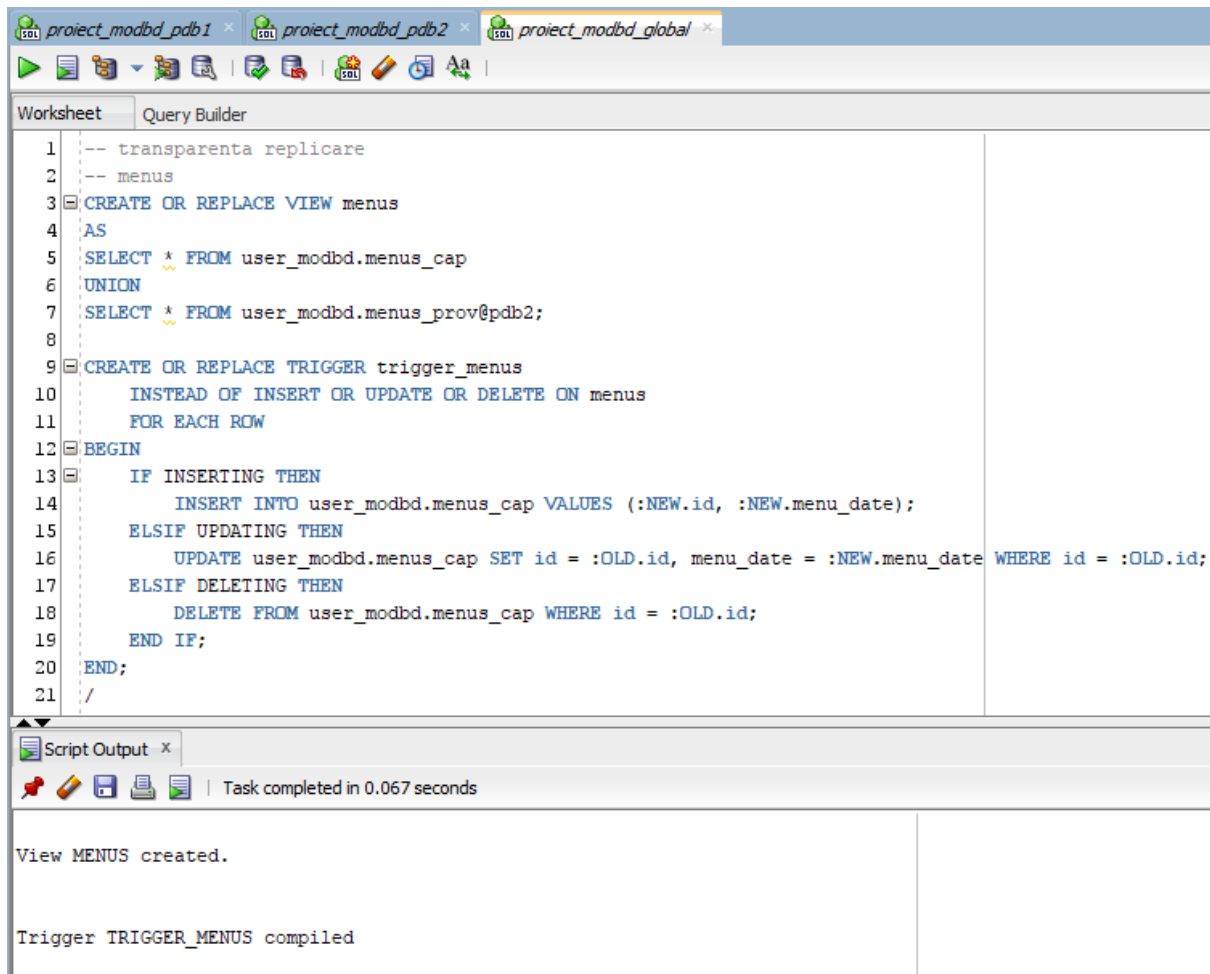 proiect_modbd_pdb1 × proiect_modbd_pdb2 × proiect_modbd_global ×
Worksheet Query Builder
1 -- transparenta replicare
2 -- menus
3 CREATE OR REPLACE VIEW menus
4 AS
5 SELECT * FROM user_modbd.menus_cap
6 UNION
7 SELECT * FROM user_modbd.menus_prov@pdb2;
8
9 CREATE OR REPLACE TRIGGER trigger_menus
10 INSTEAD OF INSERT OR UPDATE OR DELETE ON menus
11 FOR EACH ROW
12 BEGIN
13 IF INSERTING THEN
14 INSERT INTO user_modbd.menus_cap VALUES (:NEW.id, :NEW.menu_date);
15 ELSIF UPDATING THEN
16 UPDATE user_modbd.menus_cap SET id = :OLD.id, menu_date = :NEW.menu_date WHERE id = :OLD.id;
17 ELSIF DELETING THEN
18 DELETE FROM user_modbd.menus_cap WHERE id = :OLD.id;
19 END IF;
20 END;
21 /
Script Output ×
Task completed in 0.067 seconds
View MENUS created.
Trigger TRIGGER_MENUS compiled